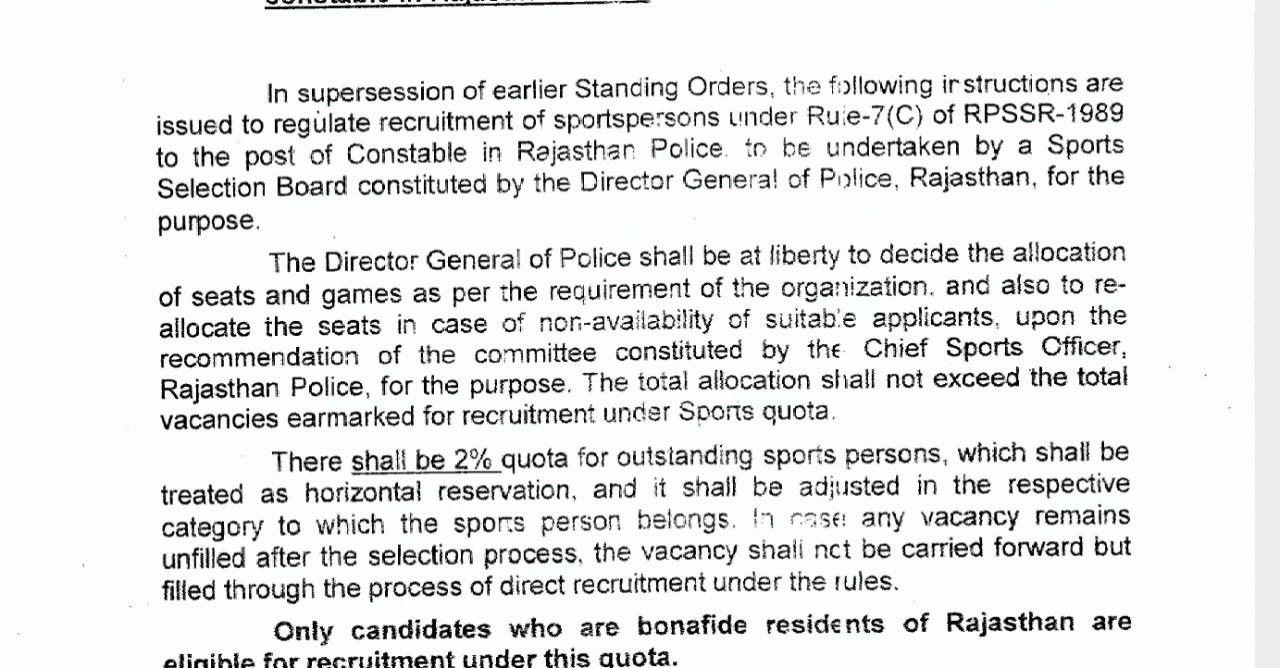 In supersession of earlier Standing Orders, the following instructions are
issued to regulate recruitment of sportspersons under Rule-7(C) of RPSSR-1989
to the post of Constable in Rajasthan Police. to be undertaken by a Sports
Selection Board constituted by the Director General of Police, Rajasthan, for the
purpose.
The Director General of Police shall be at liberty to decide the allocation
of seats and games as per the requirement of the organization. and also to re-
allocate the seats in case of non-availability of suitable applicants, upon the
recommendation of the committee constituted by the Chief Sports Officer,
Rajasthan Police, for the purpose. The total allocation shall not exceed the total
vacancies earmarked for recruitment under Sports quota.
There shall be 2% quota for outstanding sports persons, which shall be
treated as horizontal reservation, and it shall be adjusted in the respective
category to which the sports person belongs. In case any vacancy remains
unfilled after the selection process, the vacancy shall not be carried forward but
filled through the process of direct recruitment under the rules.
Only candidates who are bonafide residents of Rajasthan are
eligible for recruitment under this quota.